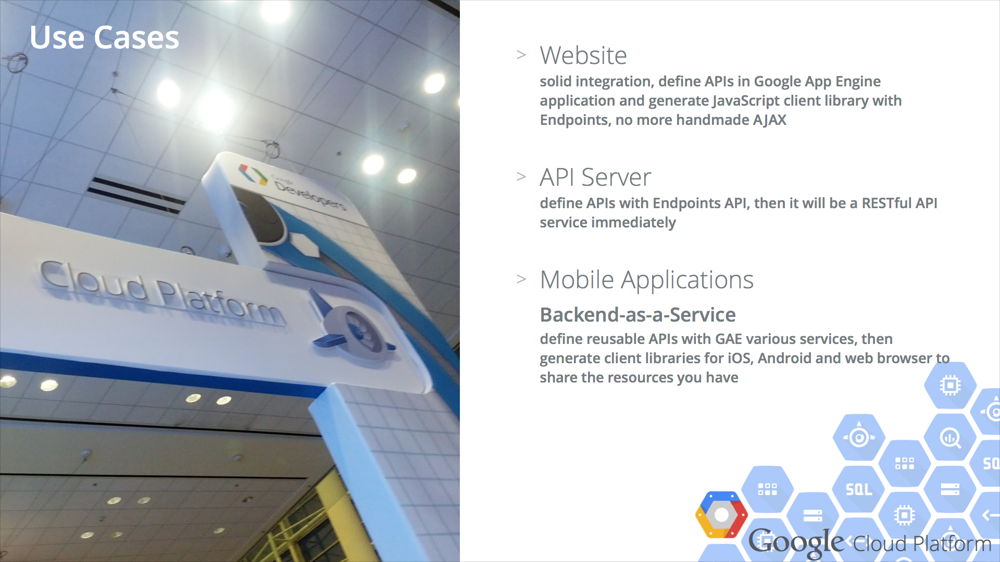 Use Cases
Google
Developers
Cloud Platform
> Website
solid integration, define APIs in Google App Engine
application and generate JavaScript client library with
Endpoints, no more handmade AJAX
> API Server
define APIs with Endpoints API, then it will be a RESTful API
service immediately
> Mobile Applications
Backend-as-a-Service
define reusable APIs with GAE various services, then
generate client libraries for iOS, Android and web browser to
share the resources you have
SQL
SQ
Google Cloud Platform